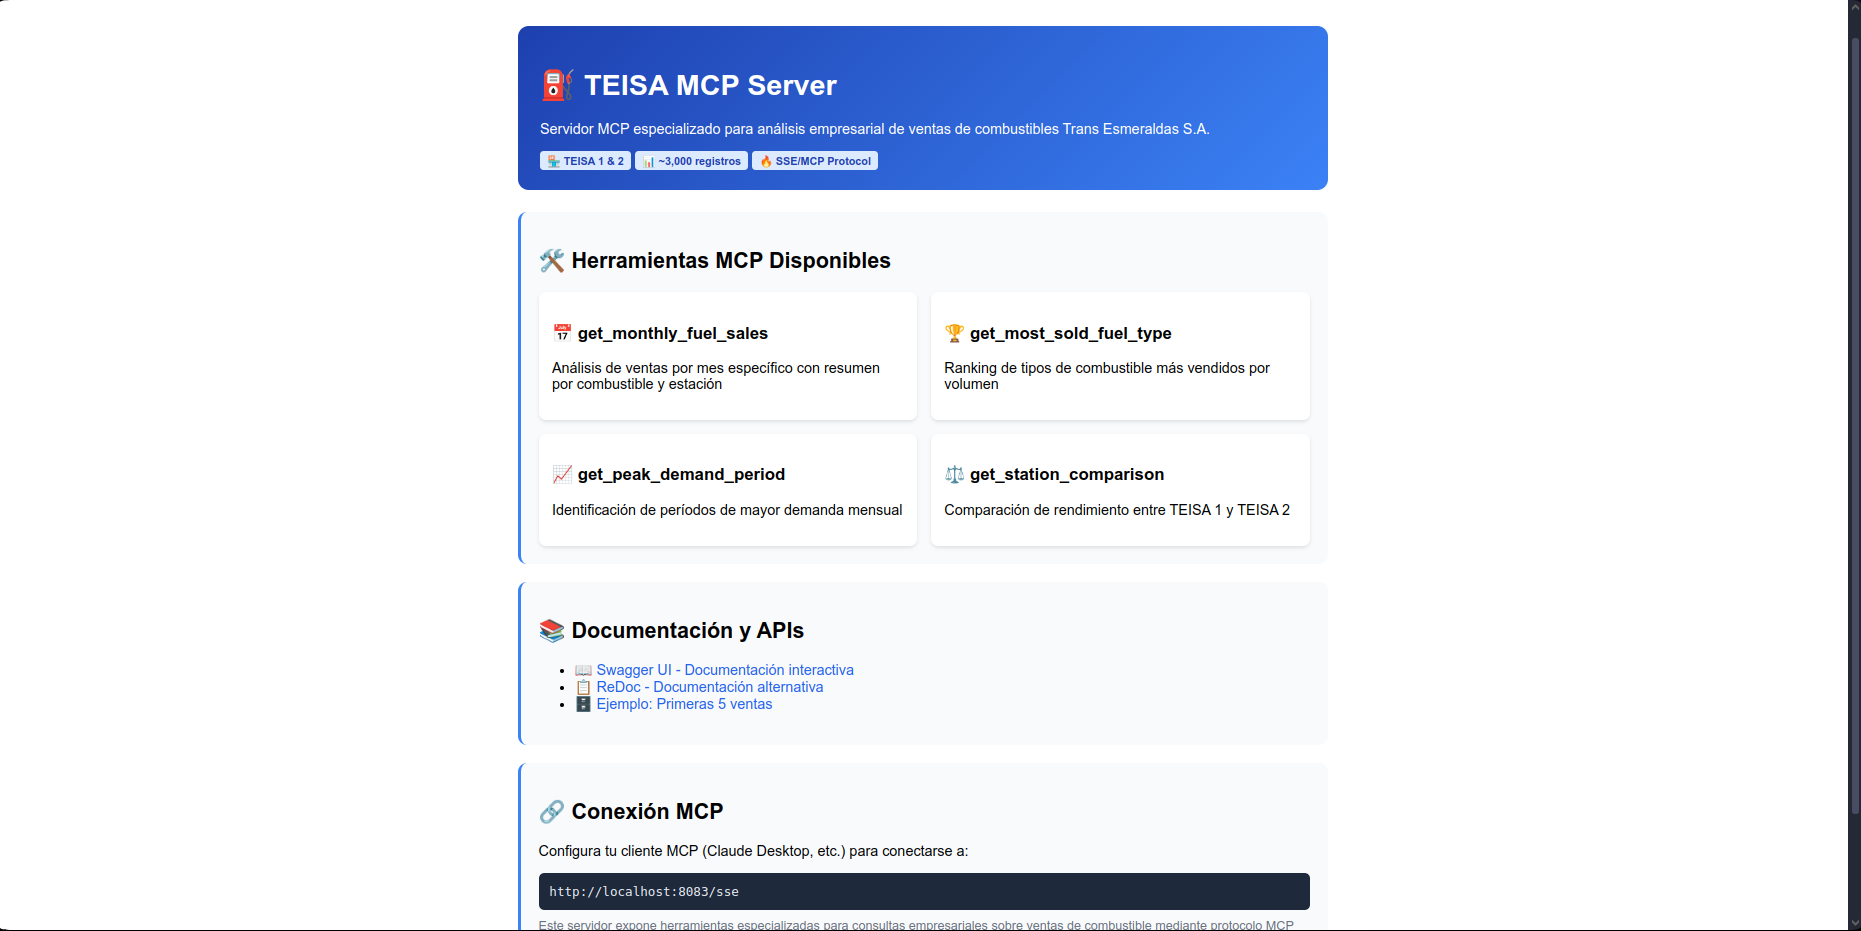 TEISA MCP Server
Servidor MCP especializado para análisis empresarial de ventas de combustibles Trans Esmeraldas S.A.
TEISA 1 & 2
~3,000 registros
SSE/MCP Protocol
Herramientas MCP Disponibles
get_monthly_fuel_sales
Análisis de ventas por mes específico con resumen
por combustible y estación
get_most_sold_fuel_type
Ranking de tipos de combustible más vendidos por
volumen
get_peak_demand_period
Identificación de períodos de mayor demanda mensual
get_station_comparison
Comparación de rendimiento entre TEISA 1 y TEISA 2
Documentación y APIs
Swagger UI - Documentación interactiva
ReDoc - Documentación alternativa
Ejemplo: Primeras 5 ventas
Conexión MCP
Configura tu cliente MCP (Claude Desktop, etc.) para conectarse a:
http://localhost:8083/sse
Este servidor expone herramientas especializadas para consultas empresariales sobre ventas de combustible mediante protocolo MCP